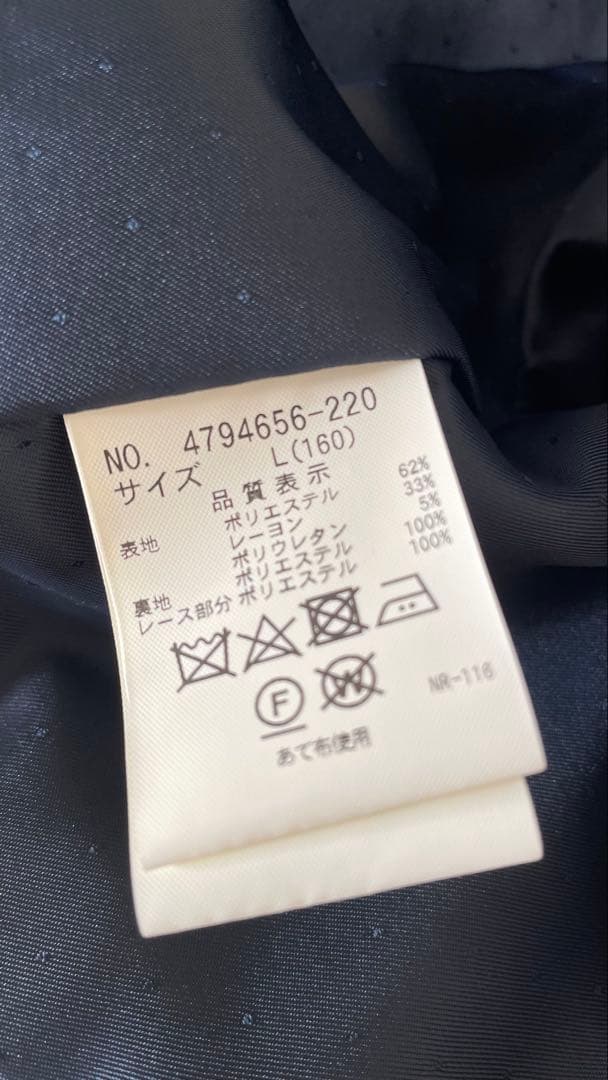 NO. 4794656-220
サイズ L(160)
品質表示
表地 ポリエステル 62%
レーヨン 33%
ポリウレタン 5%
裏地 ポリエステル 100%
レース部分 ポリエステル 100%
F W
NR-116
あて布使用